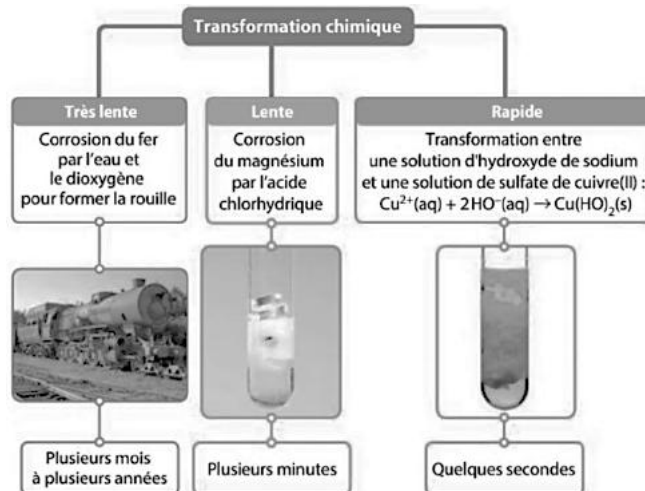 Transformation chimique
Très lente
Corrosion du fer
par l'eau et
le dioxygène
pour former la rouille
Plusieurs mois
à plusieurs années
Lente
Corrosion
du magnésium
par l'acide
chlorhydrique
Plusieurs minutes
Rapide
Transformation entre
une solution d'hydroxyde de sodium
et une solution de sulfate de cuivre(II) :
Cu²⁺(aq) + 2HO⁻(aq) → Cu(HO)₂(s)
Quelques secondes